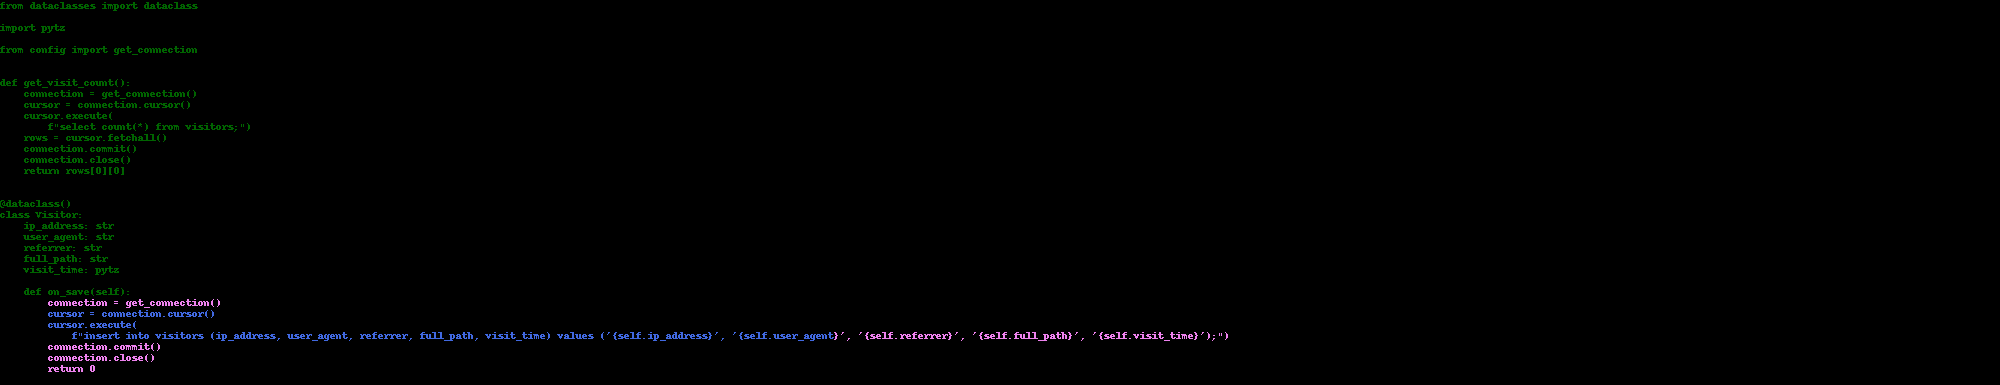 from dataclasses import dataclass
import pytz
from config import get_connection
def get_visit_count():
    connection = get_connection()
    cursor = connection.cursor()
    cursor.execute(
        f"select count(*) from visitors;")
    rows = cursor.fetchall()
    connection.commit()
    connection.close()
    return rows[0][0]
@dataclass()
class Visitor:
    ip_address: str
    user_agent: str
    referrer: str
    full_path: str
    visit_time: pytz
    def on_save(self):
        connection = get_connection()
        cursor = connection.cursor()
        cursor.execute(
            f"insert into visitors (ip_address, user_agent, referrer, full_path, visit_time) values ('{self.ip_address}', '{self.user_agent}', '{self.referrer}', '{self.full_path}', '{self.visit_time}');")
        connection.commit()
        connection.close()
        return 0